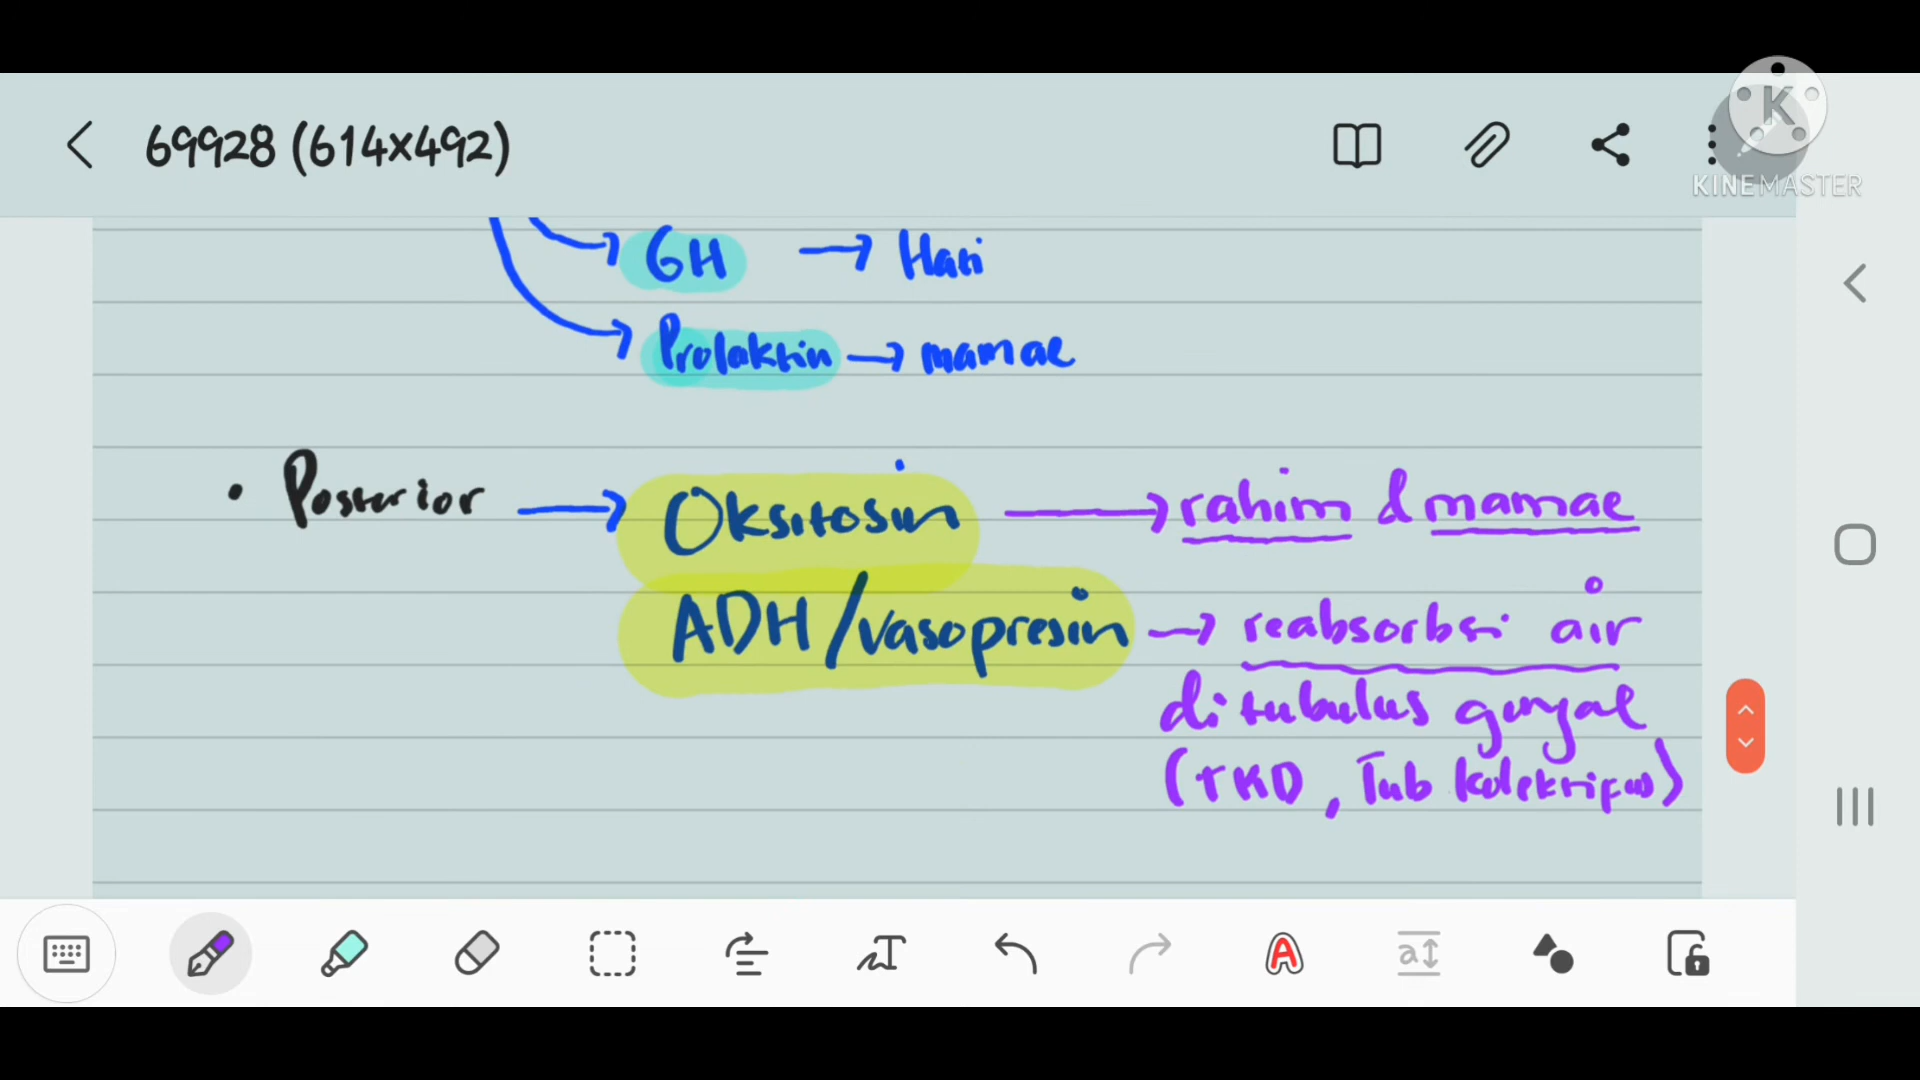 69928 (614x492)
KINEMASTER
GH → Hati
Prolaktin → mamae
• Posterior → Oksitosin → rahim & mamae
ADH/vasopresin → reabsorbsi air
di tubulus ginjal
(TKD, Tub kolektifus)